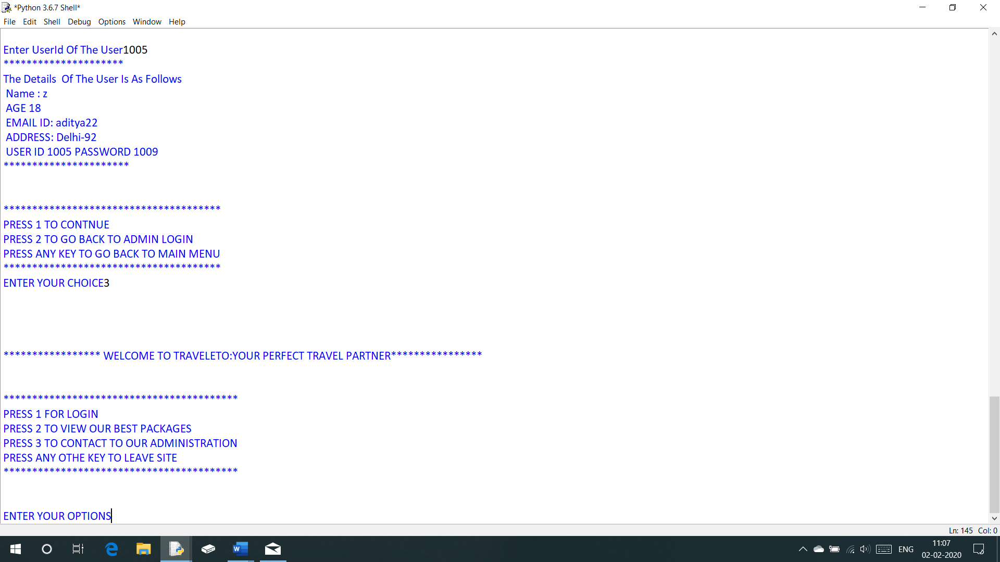 *Python 3.6.7 Shell*
File Edit Shell Debug Options Window Help
Enter UserId Of The User1005
*********************
The Details  Of The User Is As Follows
Name : z
AGE 18
EMAIL ID: aditya22
ADDRESS: Delhi-92
USER ID 1005 PASSWORD 1009
**********************
**************************************
PRESS 1 TO CONTNUE
PRESS 2 TO GO BACK TO ADMIN LOGIN
PRESS ANY KEY TO GO BACK TO MAIN MENU
**************************************
ENTER YOUR CHOICE3
***************** WELCOME TO TRAVELETO:YOUR PERFECT TRAVEL PARTNER****************
*****************************************
PRESS 1 FOR LOGIN
PRESS 2 TO VIEW OUR BEST PACKAGES
PRESS 3 TO CONTACT TO OUR ADMINISTRATION
PRESS ANY OTHE KEY TO LEAVE SITE
*****************************************
ENTER YOUR OPTIONS
Ln: 145 Col: 0
ENG
11:07
02-02-2020